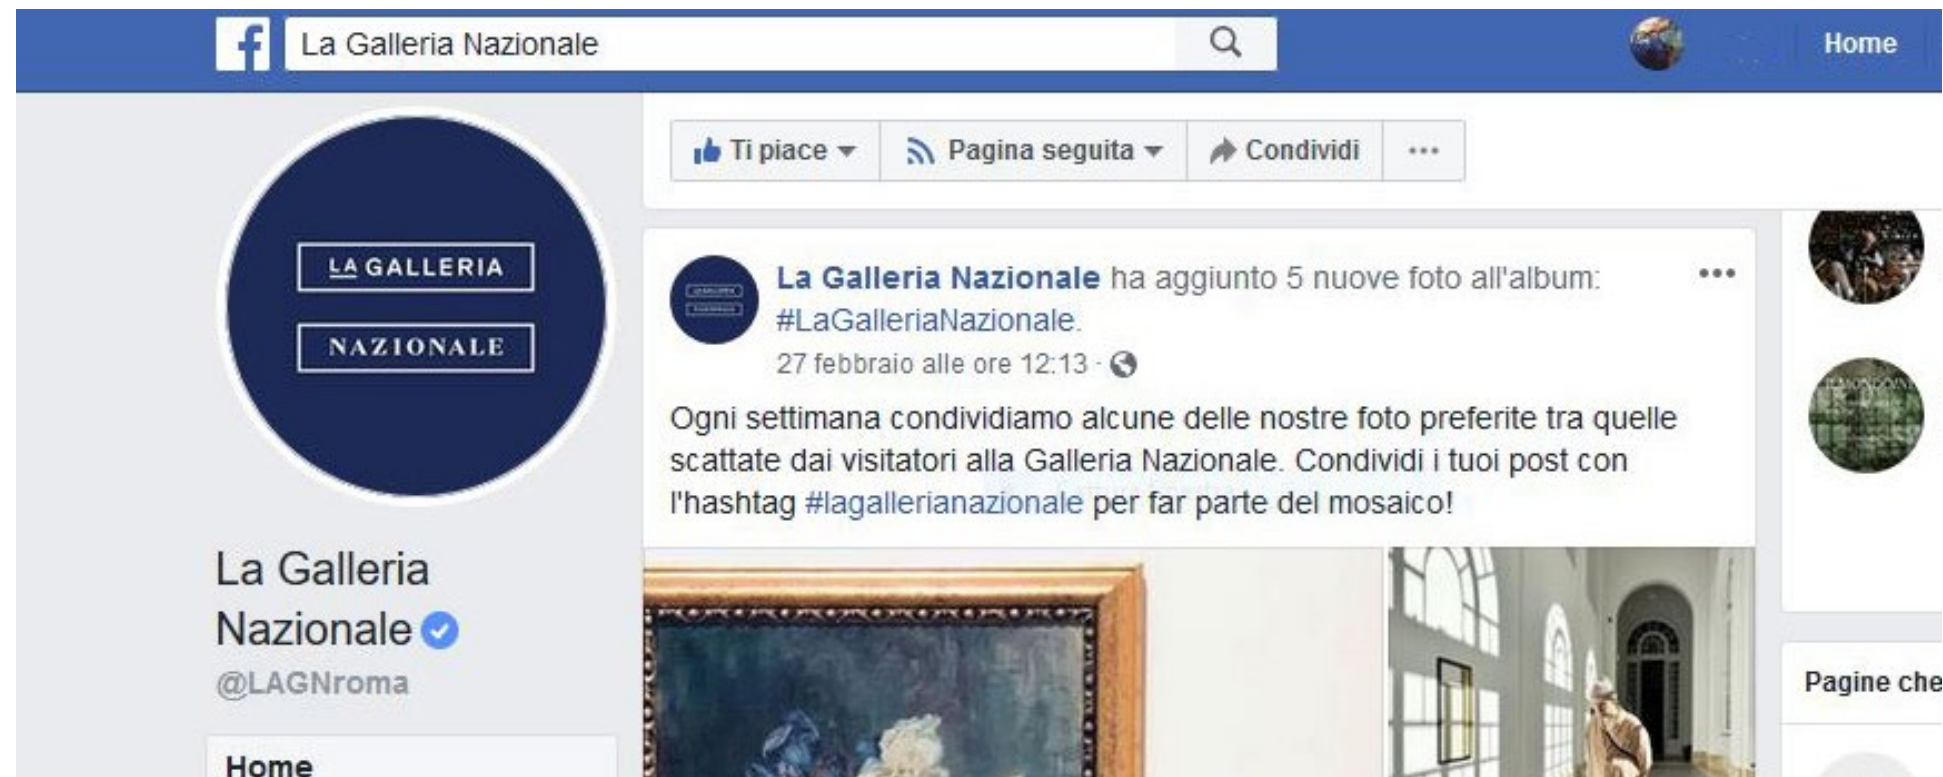 La Galleria Nazionale
Home
LA GALLERIA
NAZIONALE
La Galleria
Nazionale
@LAGNroma
Home
Ti piace
Pagina seguita
Condividi
La Galleria Nazionale ha aggiunto 5 nuove foto all'album:
#LaGalleriaNazionale.
27 febbraio alle ore 12:13 ·
Ogni settimana condividiamo alcune delle nostre foto preferite tra quelle
scattate dai visitatori alla Galleria Nazionale. Condividi i tuoi post con
l'hashtag #lagallerianazionale per far parte del mosaico!
Pagine che